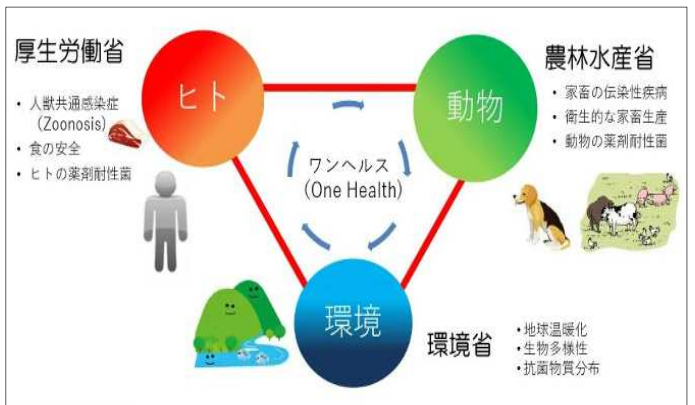 厚生労働省
・ 人獣共通感染症
（Zoonosis）
・ 食の安全
・ ヒトの薬剤耐性菌
ヒト
動物
農林水産省
・ 家畜の伝染性疾病
・ 衛生的な家畜生産
・ 動物の薬剤耐性菌
ワンヘルス
（One Health）
環境
環境省
・地球温暖化
・生物多様性
・抗菌物質分布